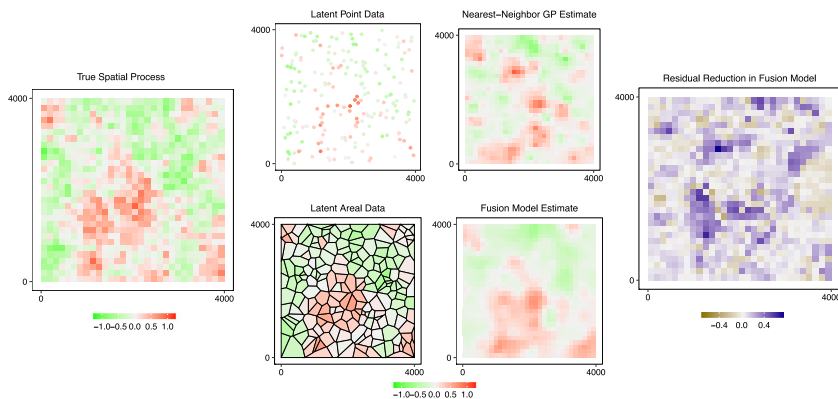 True Spatial Process
4000
0
0
4000
−1.0−0.5 0.0 0.5 1.0
Latent Point Data
4000
0
0
4000
Nearest−Neighbor GP Estimate
4000
0
0
4000
Latent Areal Data
4000
0
0
4000
Fusion Model Estimate
4000
0
0
4000
−1.0−0.5 0.0 0.5 1.0
Residual Reduction in Fusion Model
4000
0
0
4000
−0.4 0.0 0.4